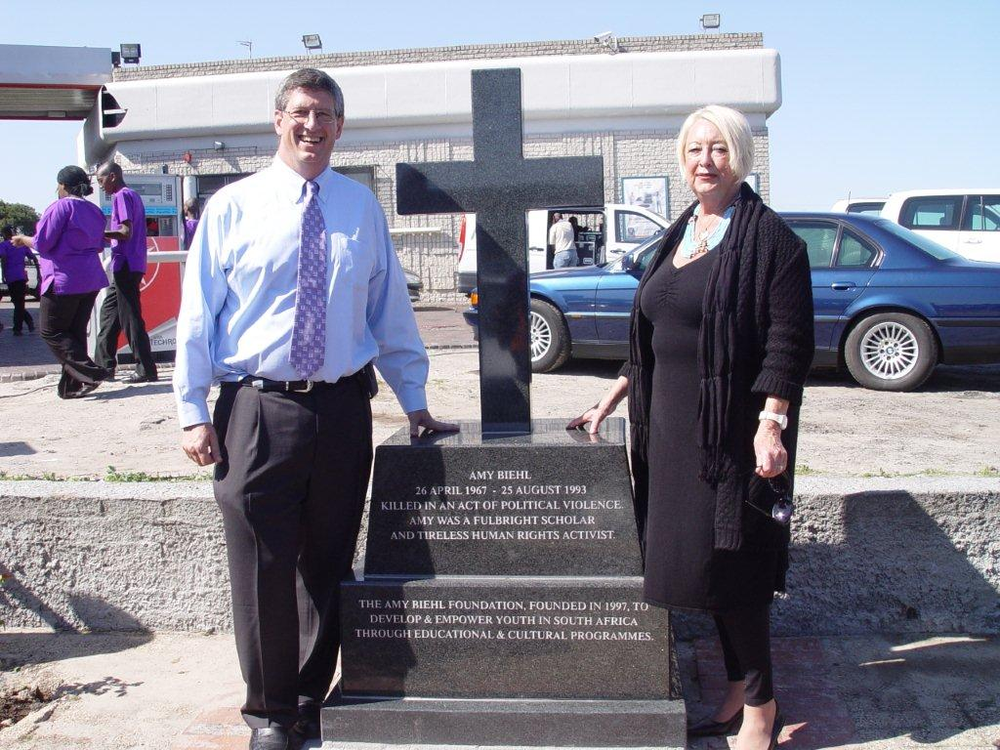 AMY BIEHL
26 APRIL 1967 - 25 AUGUST 1993
KILLED IN AN ACT OF POLITICAL VIOLENCE.
AMY WAS A FULBRIGHT SCHOLAR
AND TIRELESS HUMAN RIGHTS ACTIVIST.
THE AMY BIEHL FOUNDATION, FOUNDED IN 1997, TO
DEVELOP & EMPOWER YOUTH IN SOUTH AFRICA
THROUGH EDUCATIONAL & CULTURAL PROGRAMMES.